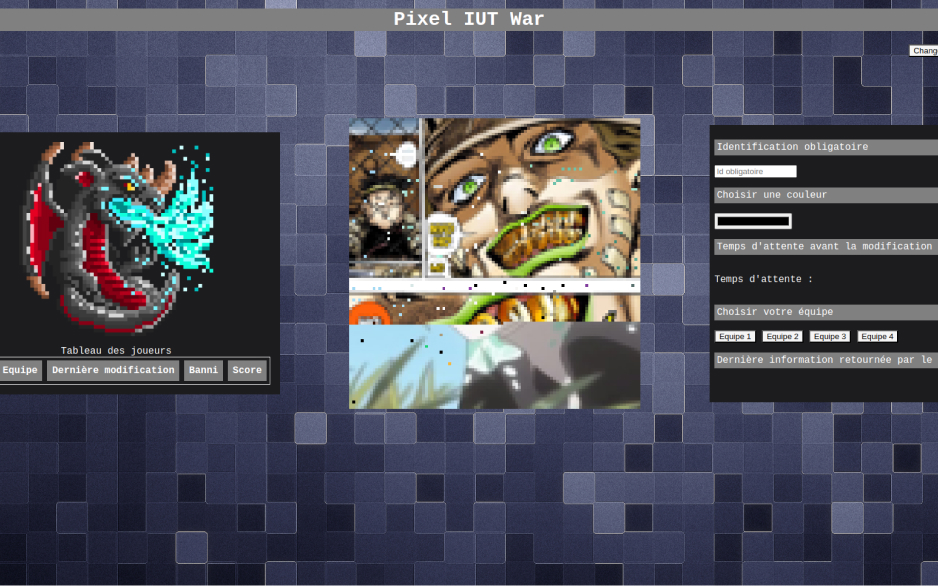 Pixel IUT War
Chang
Identification obligatoire
Id obligatoire
Choisir une couleur
Temps d'attente avant la modification
Temps d'attente :
Choisir votre équipe
Equipe 1 Equipe 2 Equipe 3 Equipe 4
Dernière information retournée par le
Tableau des joueurs
Equipe Dernière modification Banni Score